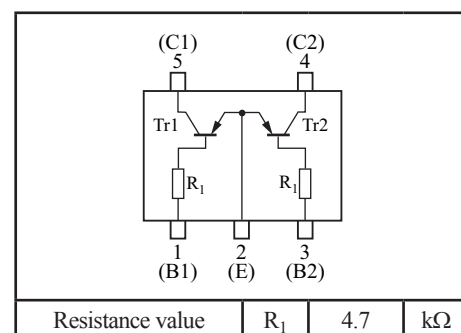 (C1) (C2)
5 4
Tr1 Tr2
R1 R1
1 2 3
(B1) (E) (B2)
Resistance value R1 4.7 kΩ